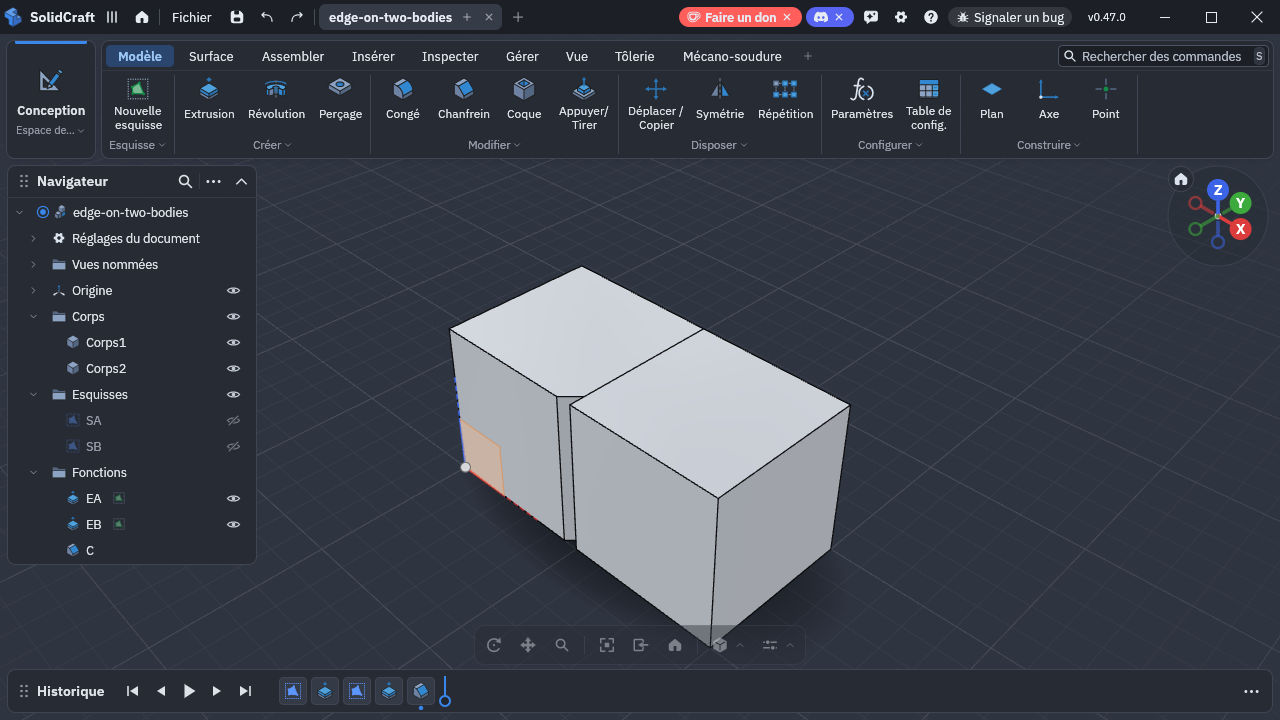 SolidCraft
Fichier
edge-on-two-bodies
Faire un don
Signaler un bug
v0.47.0
Conception
Espace de...
Modèle
Surface
Assembler
Insérer
Inspecter
Gérer
Vue
Tôlerie
Mécano-soudure
Rechercher des commandes
S
Nouvelle esquisse
Extrusion
Révolution
Perçage
Congé
Chanfrein
Coque
Appuyer/ Tirer
Déplacer / Copier
Symétrie
Répétition
Paramètres
Table de config.
Plan
Axe
Point
Esquisse
Créer
Modifier
Disposer
Configurer
Construire
Navigateur
edge-on-two-bodies
Réglages du document
Vues nommées
Origine
Corps
Corps1
Corps2
Esquisses
SA
SB
Fonctions
EA
EB
C
Z
Y
X
Historique